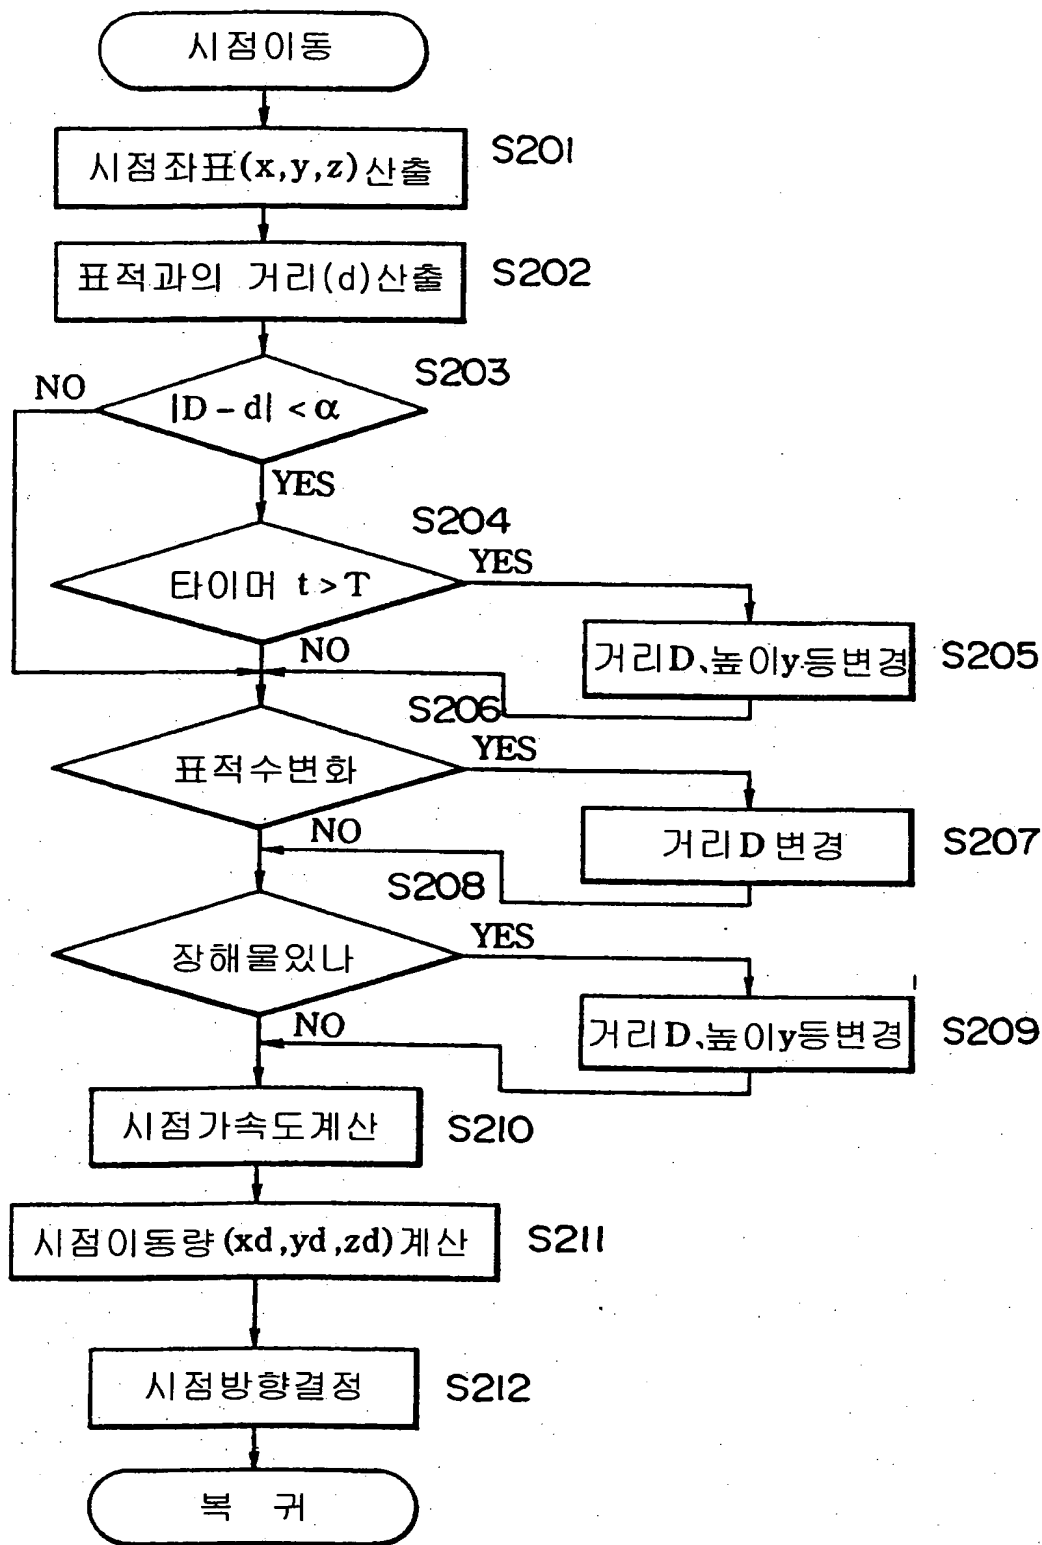 시점이동
시점좌표(x,y,z)산출
S201
표적과의 거리(d)산출
S202
S203
NO
|D-d|<α
YES
S204
YES
타이머 t>T
NO
거리D、높이y등변경
S205
S206
YES
표적수변화
NO
거리D변경
S207
S208
YES
장해물있나
NO
거리D、높이y등변경
S209
시점가속도계산
S210
시점이동량(xd,yd,zd)계산
S211
시점방향결정
S212
복 귀